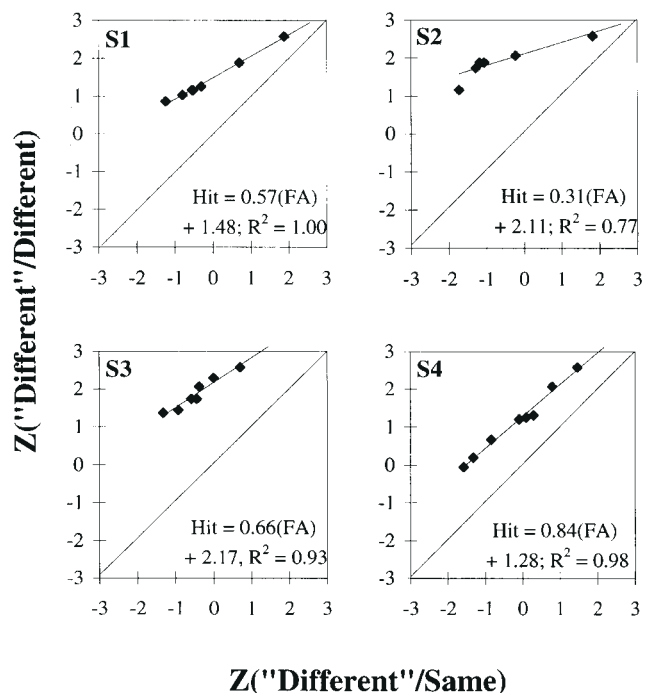 Z("Different"/Different)
S1
3
2
1
0
-1
-2
-3
Hit = 0.57(FA)
+ 1.48; R² = 1.00
-3 -2 -1 0 1 2 3
S2
3
2
1
0
-1
-2
-3
Hit = 0.31(FA)
+ 2.11; R² = 0.77
-3 -2 -1 0 1 2 3
S3
3
2
1
0
-1
-2
-3
Hit = 0.66(FA)
+ 2.17, R² = 0.93
-3 -2 -1 0 1 2 3
S4
3
2
1
0
-1
-2
-3
Hit = 0.84(FA)
+ 1.28; R² = 0.98
-3 -2 -1 0 1 2 3
Z("Different"/Same)